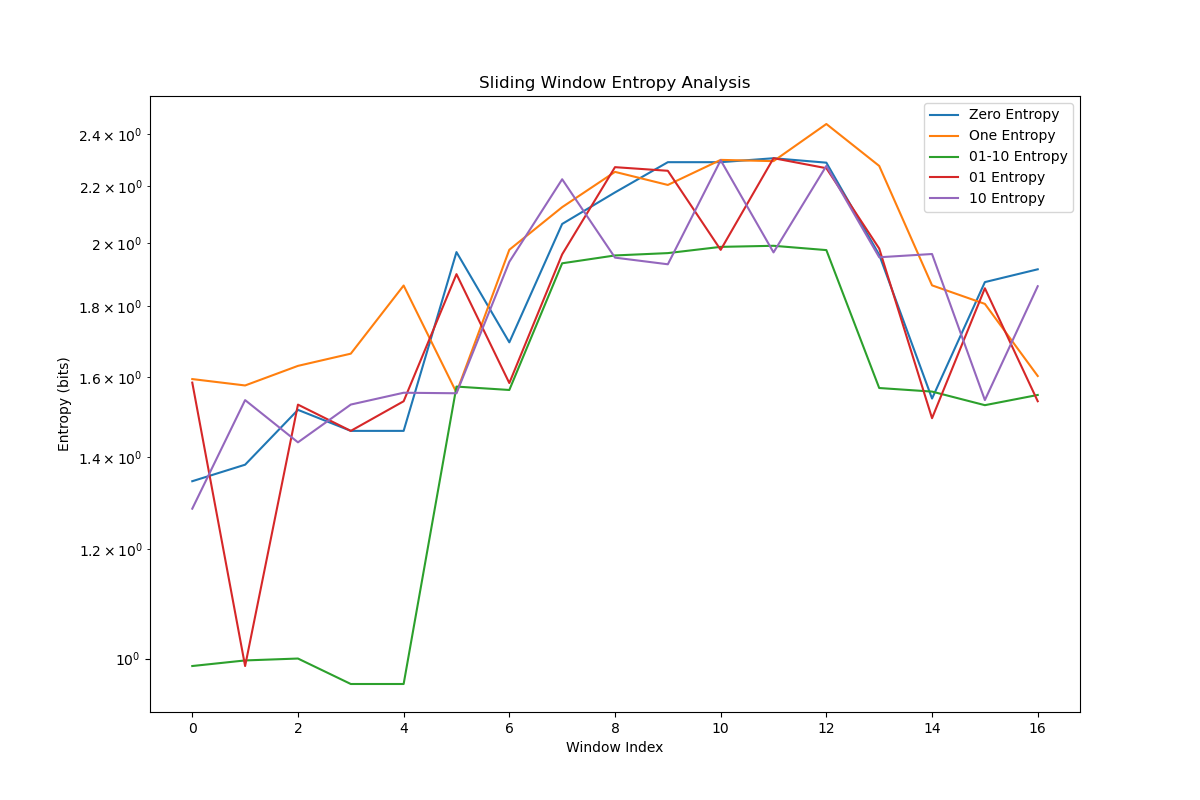 Sliding Window Entropy Analysis
Zero Entropy
One Entropy
01-10 Entropy
01 Entropy
10 Entropy
2.4 × 10⁰
2.2 × 10⁰
2 × 10⁰
1.8 × 10⁰
1.6 × 10⁰
1.4 × 10⁰
1.2 × 10⁰
10⁰
Entropy (bits)
0 2 4 6 8 10 12 14 16
Window Index